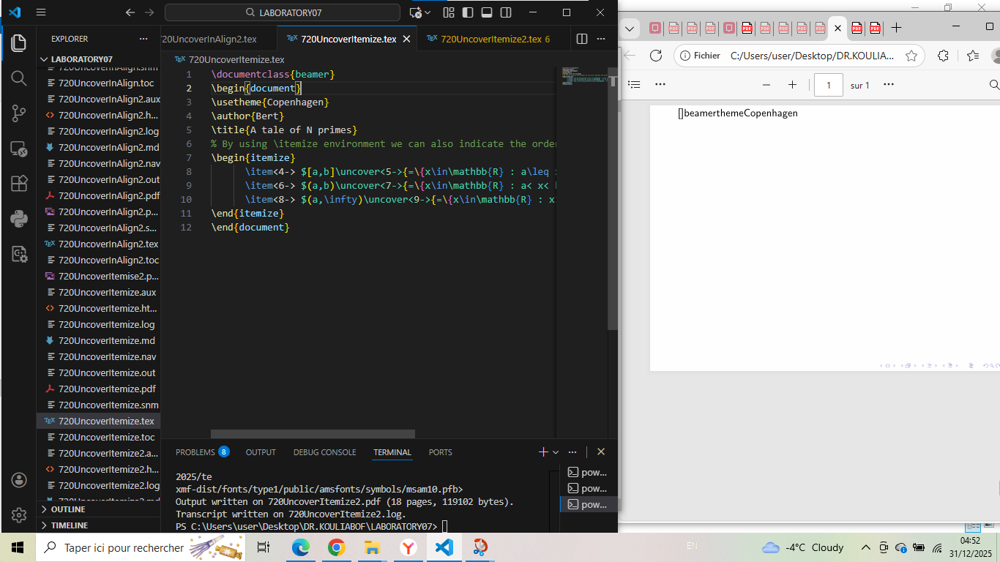 LABORATORY07
EXPLORER
720UncoverInAlign2.tex
720UncoverItemize.tex
720UncoverItemize2.tex 6
LABORATORY07
720UncoverItemize.tex
720UncoverInAlign.snm
720UncoverInAlign.toc
720UncoverInAlign2.aux
720UncoverInAlign2.h...
720UncoverInAlign2.log
720UncoverInAlign2.md
720UncoverInAlign2.nav
720UncoverInAlign2.out
720UncoverInAlign2.pdf
720UncoverInAlign2.p...
720UncoverInAlign2.s...
720UncoverInAlign2.tex
720UncoverInAlign2.toc
720UncoverItemise2.p...
720UncoverItemize.aux
720UncoverItemize.ht...
720UncoverItemize.log
720UncoverItemize.md
720UncoverItemize.nav
720UncoverItemize.out
720UncoverItemize.pdf
720UncoverItemize.snm
720UncoverItemize.tex
720UncoverItemize.toc
720UncoverItemize2.a...
720UncoverItemize2.h...
720UncoverItemize2.log
720UncoverItemize2.md
OUTLINE
TIMELINE
1 \documentclass{beamer}
2 \begin{document}
3 \usetheme{Copenhagen}
4 \author{Bert}
5 \title{A tale of N primes}
6 % By using \itemize environment we can also indicate the orde
7 \begin{itemize}
8 \item<4-> $[a,b]\uncover<5->{=\{x\in\mathbb{R} : a\leq
9 \item<6-> $(a,b)\uncover<7->{=\{x\in\mathbb{R} : a< x<
10 \item<8-> $(a,\infty)\uncover<9->{=\{x\in\mathbb{R} : x
11 \end{itemize}
12 \end{document}
PROBLEMS 8 OUTPUT DEBUG CONSOLE TERMINAL PORTS
2025/te
xmf-dist/fonts/type1/public/amsfonts/symbols/msam10.pfb>
Output written on 720UncoverItemize2.pdf (18 pages, 119102 bytes).
Transcript written on 720UncoverItemize2.log.
PS C:\Users\user\Desktop\DR.KOULIABOF\LABORATORY07>
pow...
pow...
pow...
Fichier C:/Users/user/Desktop/DR.KOULIA...
1 sur 1
[]beamerthemeCopenhagen
Taper ici pour rechercher
EN
-4°C Cloudy
04:52
31/12/2025